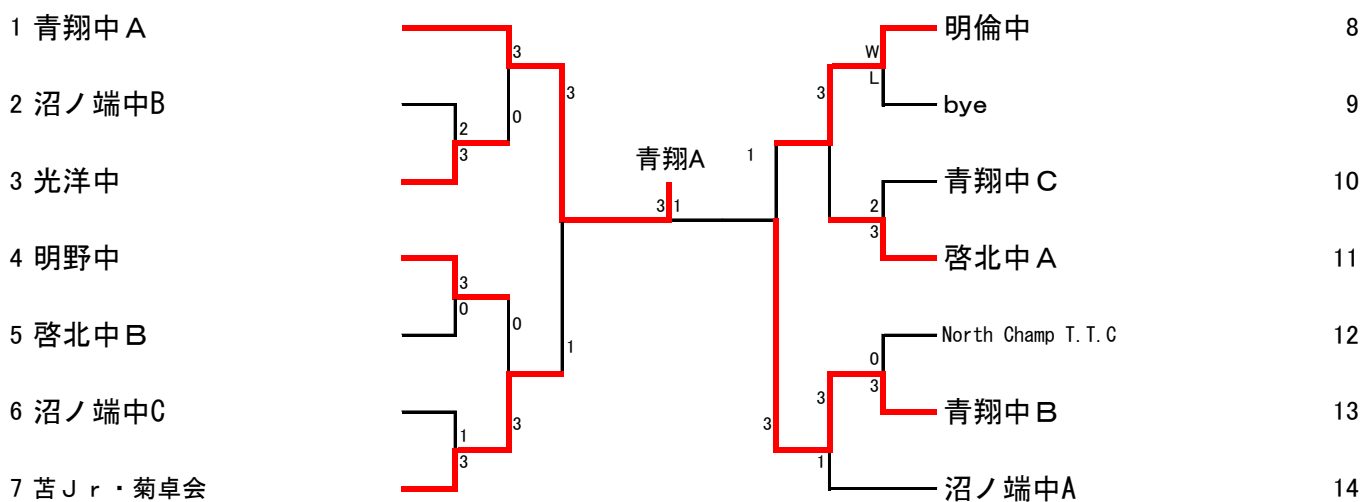 1 青翔中A
3
明倫中 8
W
L
3
3
2 沼ノ端中B
0
bye 9
2
3
青翔A
1
3 光洋中
3 1
青翔中C 10
2
3
4 明野中
啓北中A 11
3
0
0
1
5 啓北中B
North Champ T.T.C 12
0
3
6 沼ノ端中C
3
3
3
青翔中B 13
1
3
1
7 苫Jr・菊卓会
沼ノ端中A 14